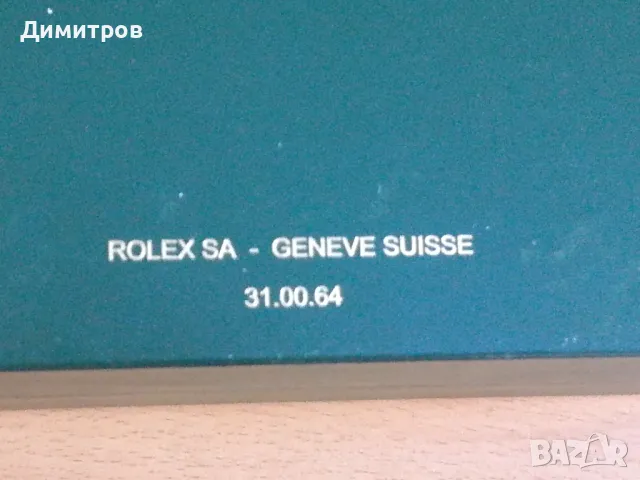 Димитров
ROLEX SA - GENEVE SUISSE
31.00.64
BAZAR